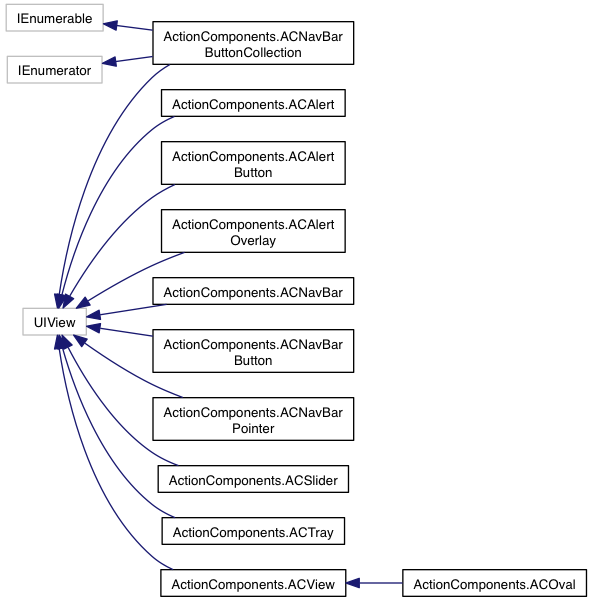 IEnumerable
ActionComponents.ACNavBar
ButtonCollection
IEnumerator
ActionComponents.ACAlert
ActionComponents.ACAlert
Button
ActionComponents.ACAlert
Overlay
ActionComponents.ACNavBar
UIView
ActionComponents.ACNavBar
Button
ActionComponents.ACNavBar
Pointer
ActionComponents.ACSlider
ActionComponents.ACTray
ActionComponents.ACView
ActionComponents.ACOval